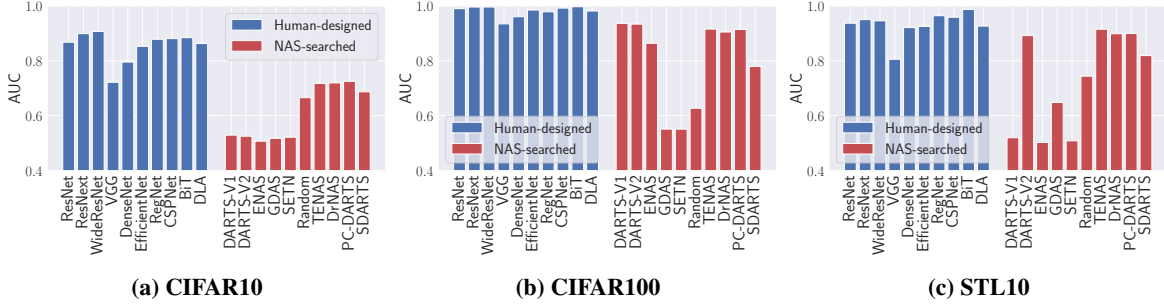 1.0
0.8
0.6
0.4
AUC
Human-designed
NAS-searched
ResNet
ResNext
WideResNet
VGG
DenseNet
EfficientNet
RegNet
CSPNet
BiT
DLA
DARTS-V1
DARTS-V2
ENAS
GDAS
SETN
Random
TENAS
DrNAS
PC-DARTS
SDARTS
(a) CIFAR10
1.0
0.8
0.6
0.4
AUC
Human-designed
NAS-searched
ResNet
ResNext
WideResNet
VGG
DenseNet
EfficientNet
RegNet
CSPNet
BiT
DLA
DARTS-V1
DARTS-V2
ENAS
GDAS
SETN
Random
TENAS
DrNAS
PC-DARTS
SDARTS
(b) CIFAR100
1.0
0.8
0.6
0.4
AUC
Human-designed
NAS-searched
ResNet
ResNext
WideResNet
VGG
DenseNet
EfficientNet
RegNet
CSPNet
BiT
DLA
DARTS-V1
DARTS-V2
ENAS
GDAS
SETN
Random
TENAS
DrNAS
PC-DARTS
SDARTS
(c) STL10